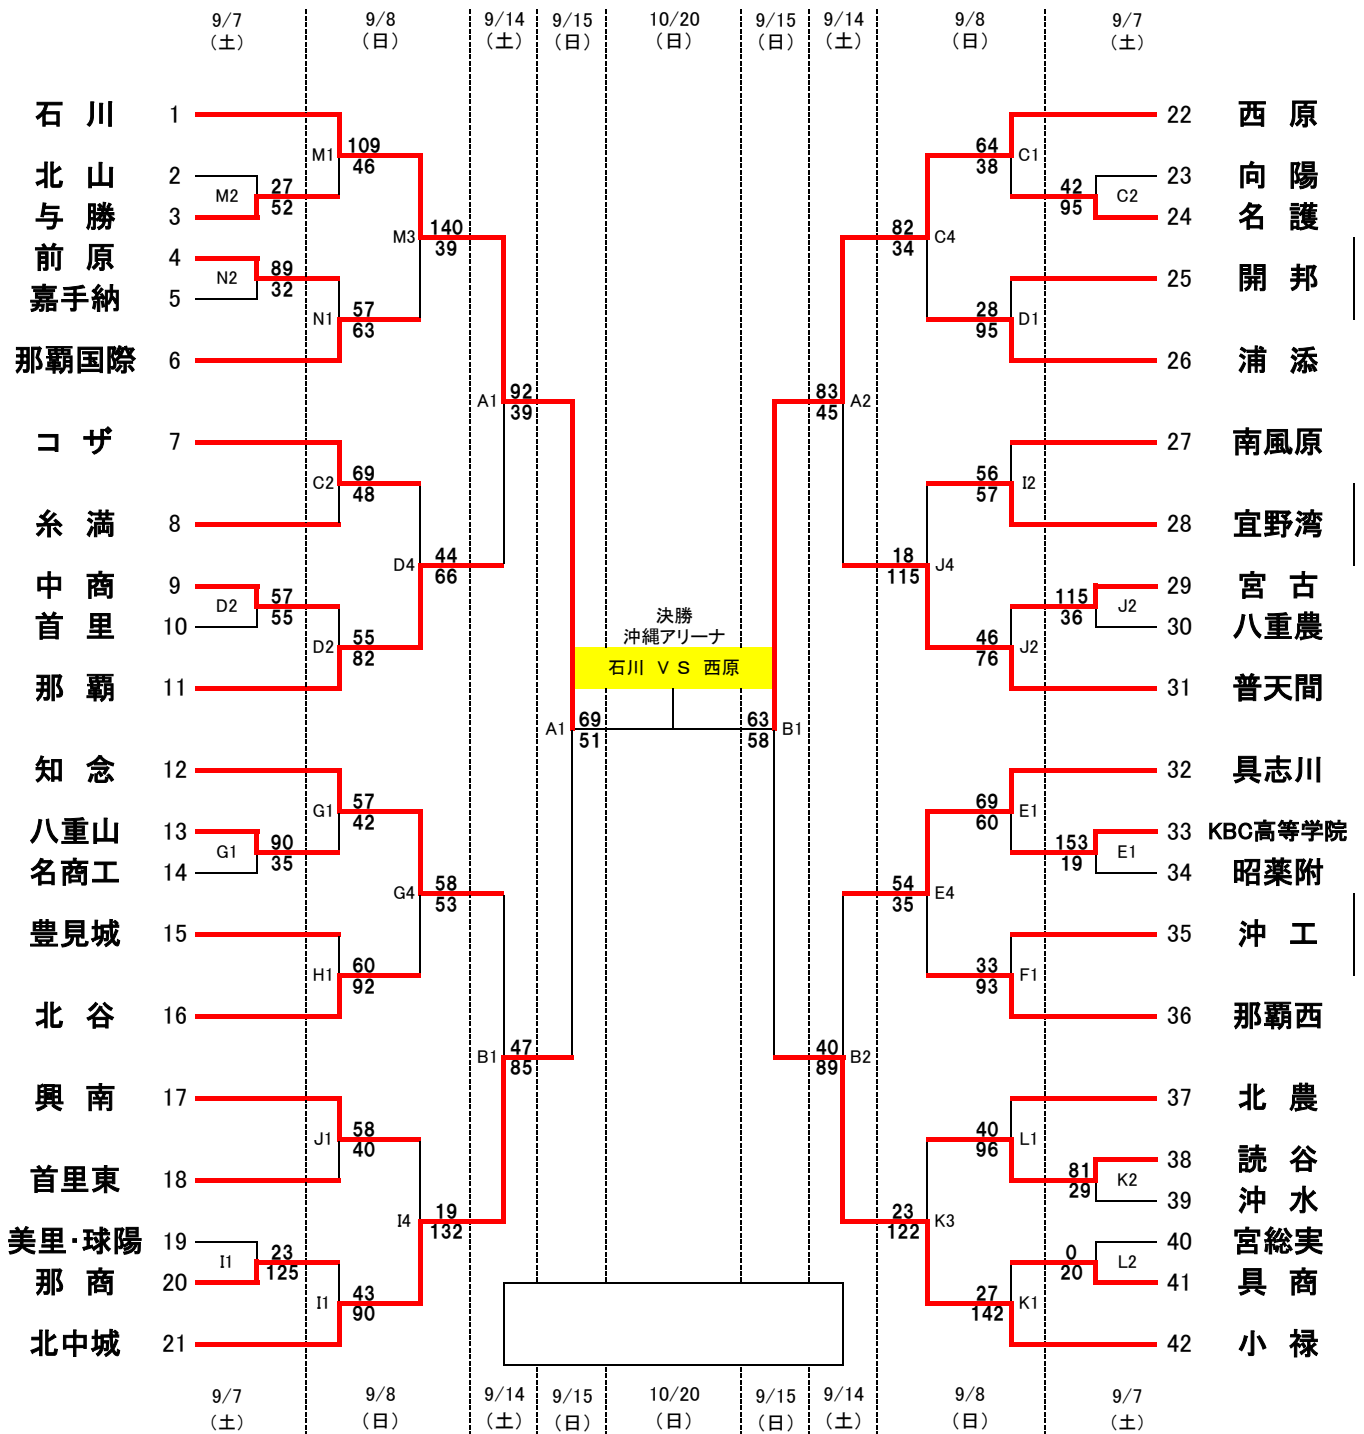 9/7 9/8 9/14 9/15 10/20 9/15 9/14 9/8 9/7
(土) (日) (土) (日) (日) (日) (土) (日) (土)
石 川 1
北 山 2
与 勝 3
前 原 4
嘉手納 5
那覇国際 6
コ ザ 7
糸 満 8
中 商 9
首 里 10
那 覇 11
知 念 12
八重山 13
名商工 14
豊見城 15
北 谷 16
興 南 17
首里東 18
美里・球陽 19
那 商 20
北中城 21
M2 27
52
N2 89
32
D2 57
55
G1 90
35
I1 23
125
M1 109
46
N1 57
63
C2 69
48
D2 55
82
G1 57
42
H1 60
92
J1 58
40
I1 43
90
M3 140
39
D4 44
66
G4 58
53
I4 19
132
A1 92
39
B1 47
85
A1 69
51
決勝
沖縄アリーナ
石川 VS 西原
63 B1
58
83 A2
45
40 B2
89
82 C4
34
18 J4
115
54 E4
35
23 K3
122
64 C1
38
28 D1
95
56 I2
57
46 J2
76
69 E1
60
33 F1
93
40 L1
96
27 K1
142
42 C2
95
115 J2
36
153 E1
19
81 K2
29
0 L2
20
22 西 原
23 向 陽
24 名 護
25 開 邦
26 浦 添
27 南風原
28 宜野湾
29 宮 古
30 八重農
31 普天間
32 具志川
33 KBC高等学院
34 昭薬附
35 沖 工
36 那覇西
37 北 農
38 読 谷
39 沖 水
40 宮総実
41 具 商
42 小 禄
9/7 9/8 9/14 9/15 10/20 9/15 9/14 9/8 9/7
(土) (日) (土) (日) (日) (日) (土) (日) (土)